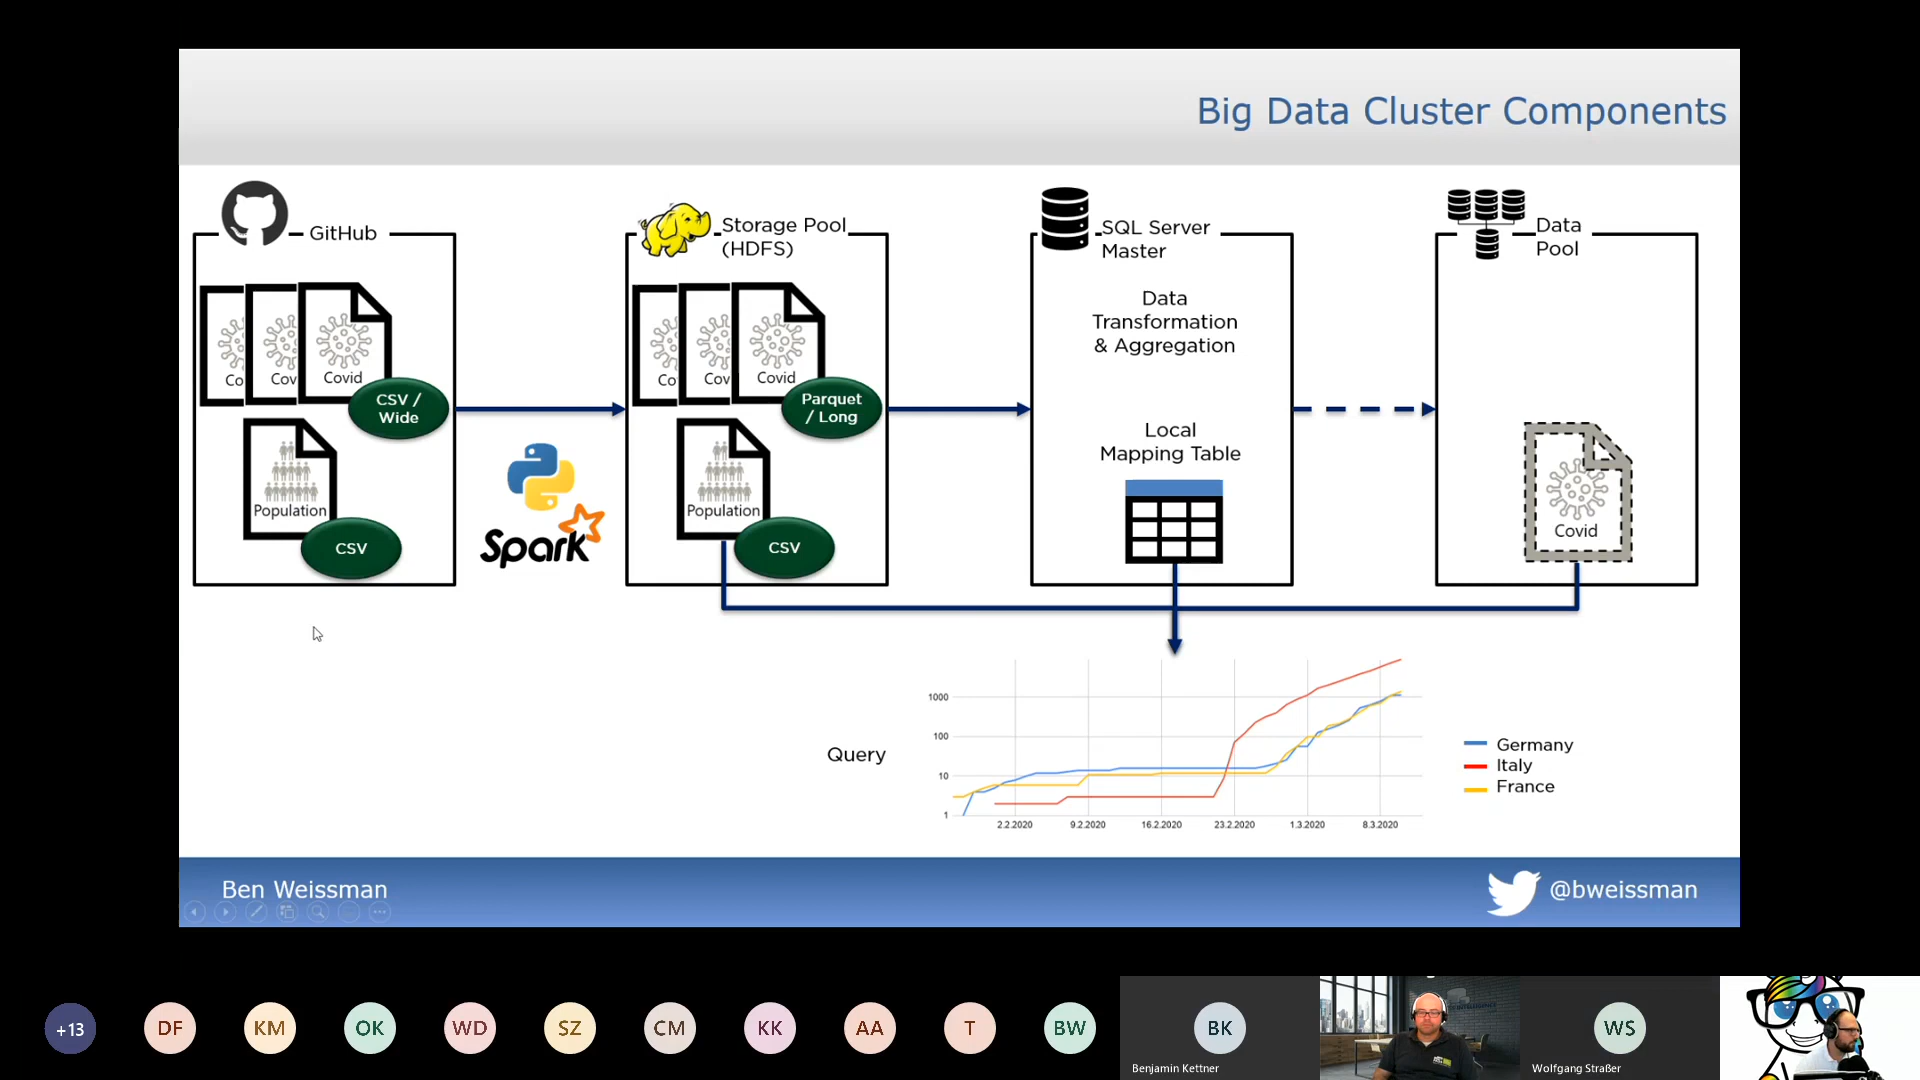 Big Data Cluster Components
GitHub
Co
Cov
Covid
CSV /
Wide
Population
CSV
Spark
Storage Pool
(HDFS)
Co
Cov
Covid
Parquet
/ Long
Population
CSV
SQL Server
Master
Data
Transformation
& Aggregation
Local
Mapping Table
Data
Pool
Covid
Query
1000
100
10
1
2.2.2020
9.2.2020
16.2.2020
23.2.2020
1.3.2020
8.3.2020
Germany
Italy
France
Ben Weissman
@bweissman
+13
DF
KM
OK
WD
SZ
CM
KK
AA
T
BW
BK
Benjamin Kettner
WS
Wolfgang Straßer